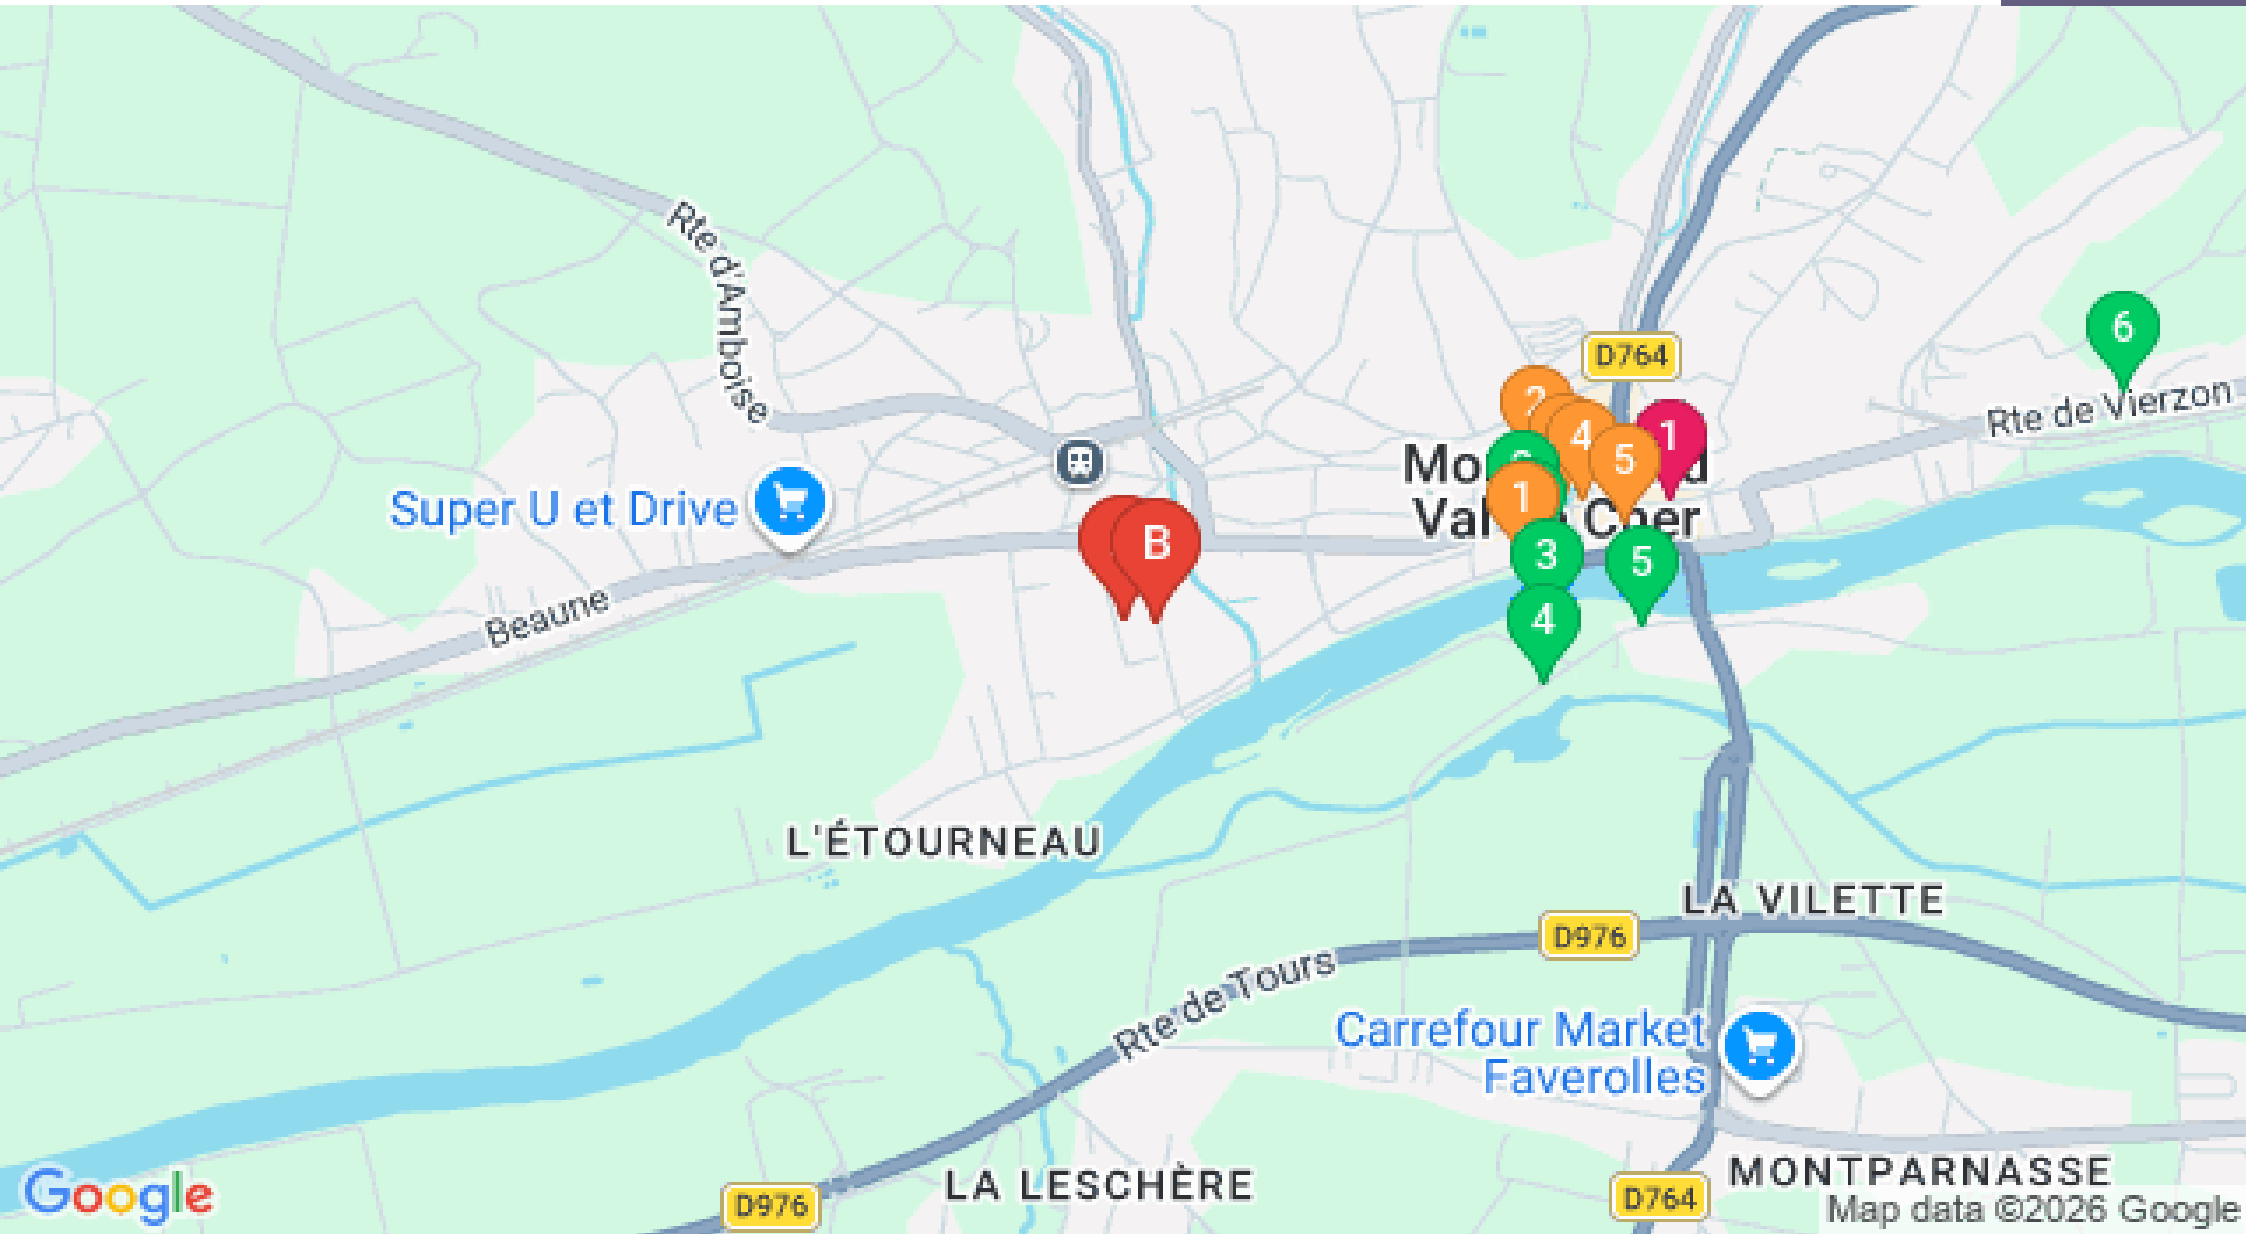 D764
6
Rte d'Amboise
Rte de Vierzon
2
4
5
1
1
Super U et Drive
B
3
5
4
Beaune
L'ÉTOURNEAU
LA VILETTE
D976
Rte de Tours
Carrefour Market
Faverolles
LA LESCHÈRE
MONTPARNASSE
D976
D764
Google
Map data ©2026 Google